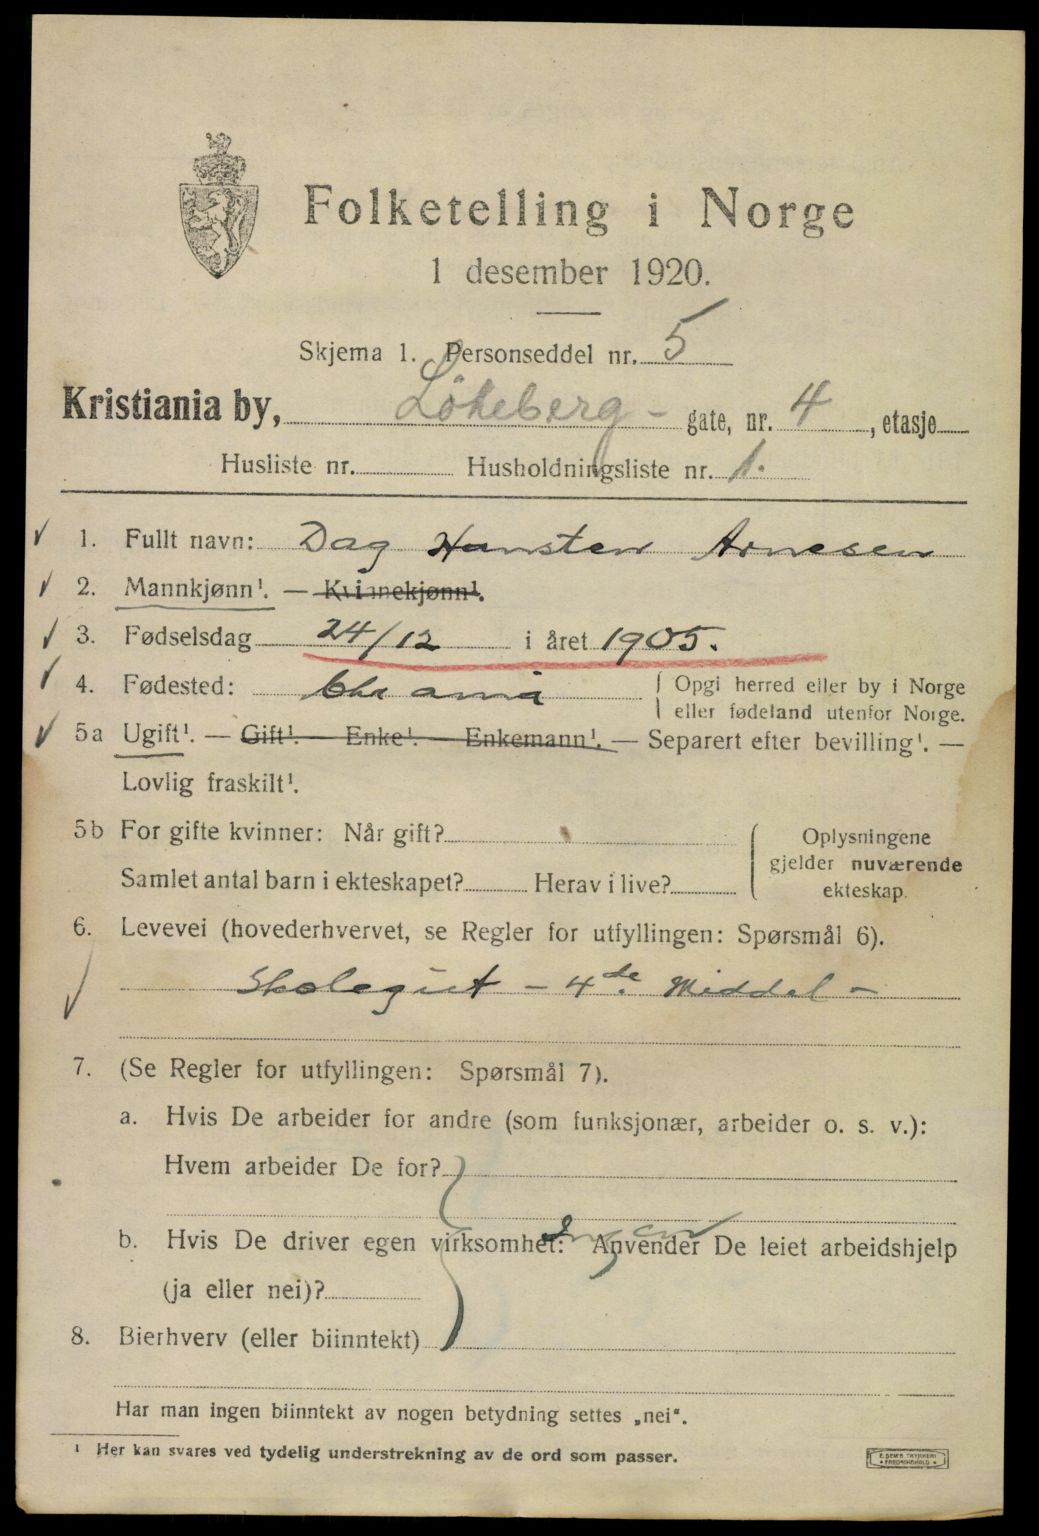 Folketelling i Norge
1 desember 1920.
Skjema 1. Personseddel nr. 5
Kristiania by, Lökeberg - gate, nr. 4, etasje
Husliste nr. Husholdningsliste nr. 1.
1. Fullt navn: Dag Hansten Arnesen
2. Mannkjønn¹. — Kvinnekjønn¹.
3. Fødselsdag 24/12 i året 1905.
4. Fødested: Chr ania { Opgi herred eller by i Norge
eller fødeland utenfor Norge.
5a Ugift¹. — Gift¹. — Enke¹. — Enkemann¹. — Separert efter bevilling¹. —
Lovlig fraskilt¹.
5b For gifte kvinner: Når gift?
Samlet antal barn i ekteskapet? Herav i live?
{ Oplysningene
gjelder nuværende
ekteskap.
6. Levevei (hovederhvervet, se Regler for utfyllingen: Spørsmål 6).
Skolegut - 4de. Middel -
7. (Se Regler for utfyllingen: Spørsmål 7).
a. Hvis De arbeider for andre (som funksjonær, arbeider o. s. v.):
Hvem arbeider De for?
Ingen
b. Hvis De driver egen virksomhet: Anvender De leiet arbeidshjelp
(ja eller nei)?
8. Bierhverv (eller biinntekt)
Har man ingen biinntekt av nogen betydning settes „nei“.
¹ Her kan svares ved tydelig understrekning av de ord som passer.
E. SEM'S TRYKKERI
FREDRIKSHALD